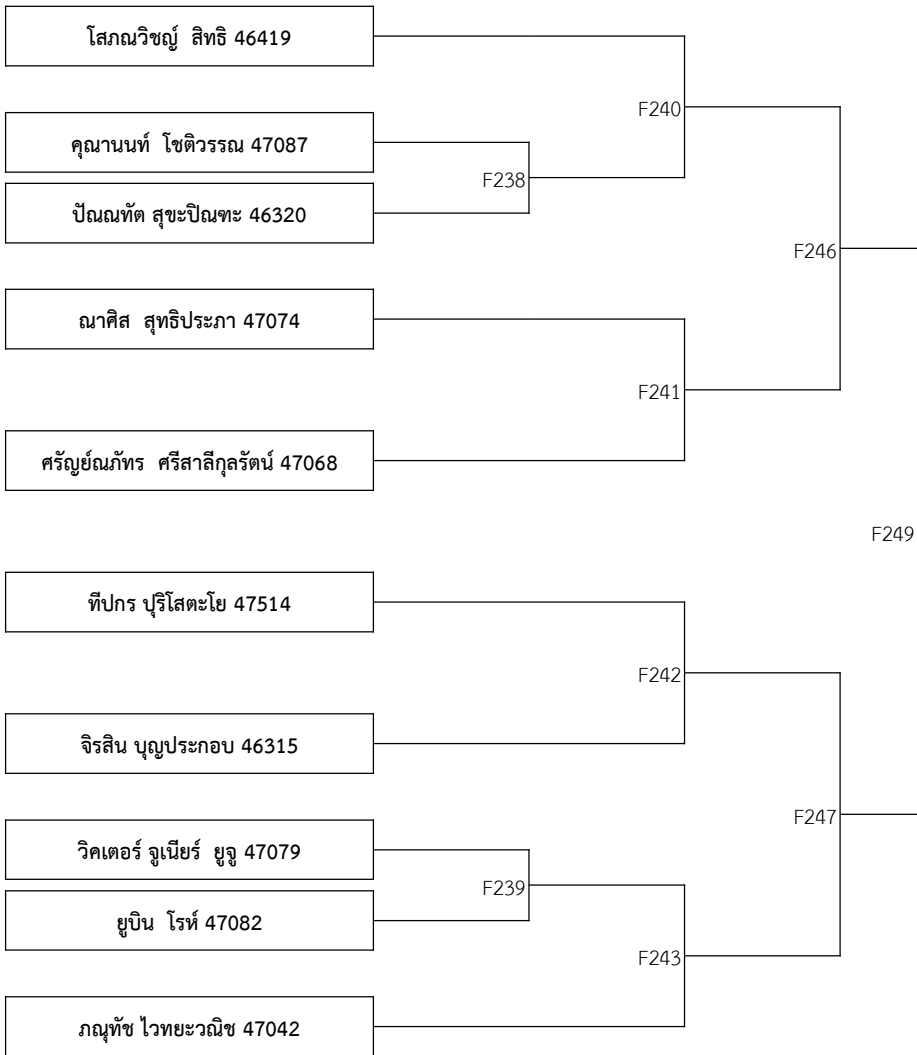 โสภณวิชญ์  สิทธิ 46419
F240
คุณานนท์  โชติวรรณ 47087
F238
ปัณณทัต สุขะปิณฑะ 46320
F246
ณาศิส  สุทธิประภา 47074
F241
ศรัญย์ณภัทร  ศรีสาลีกุลรัตน์ 47068
F249
ทีปกร ปุริโสตะโย 47514
F242
จิรสิน บุญประกอบ 46315
F247
วิคเตอร์ จูเนียร์  ยูจู 47079
F239
ยูบิน  โรห์ 47082
F243
ภณุทัช ไวทยะวณิช 47042